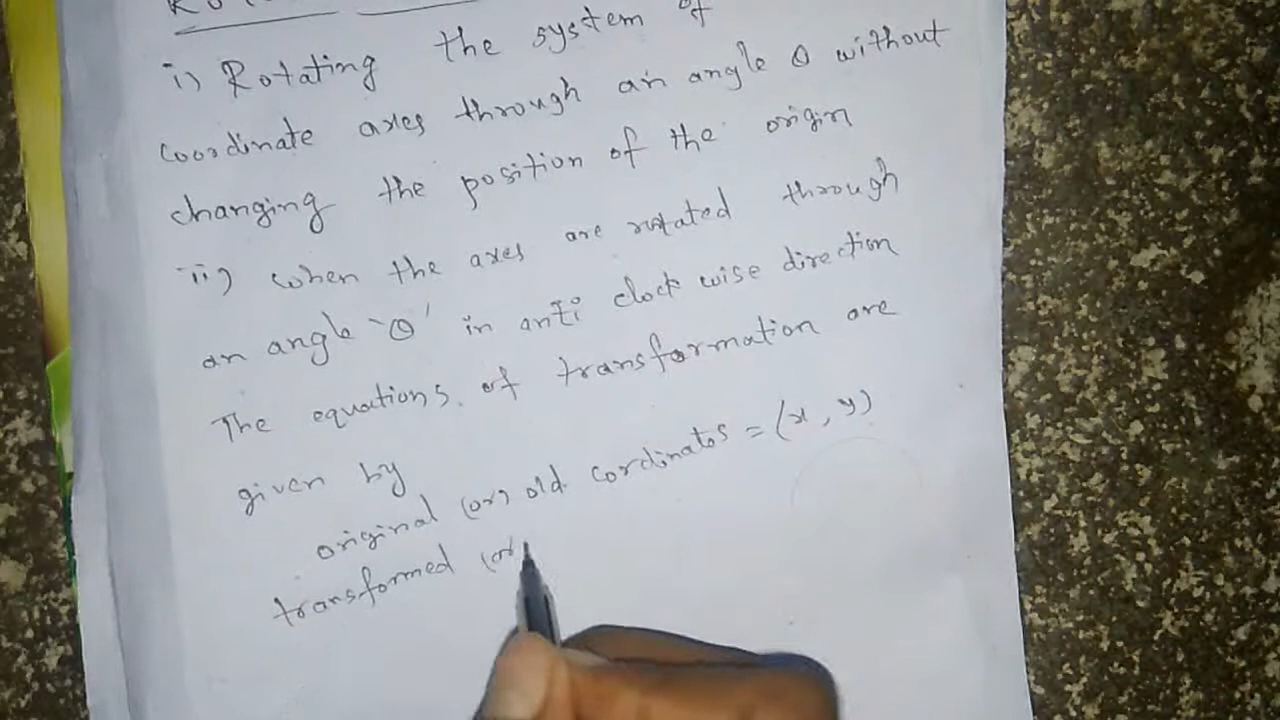 i) Rotating the system of
coordinate axes through an angle θ without
changing the position of the origin
ii) when the axes are rotated through
an angle 'θ' in anti clock wise direction
The equations of transformation are
given by
original (or) old cordinates = (x, y)
transformed (or